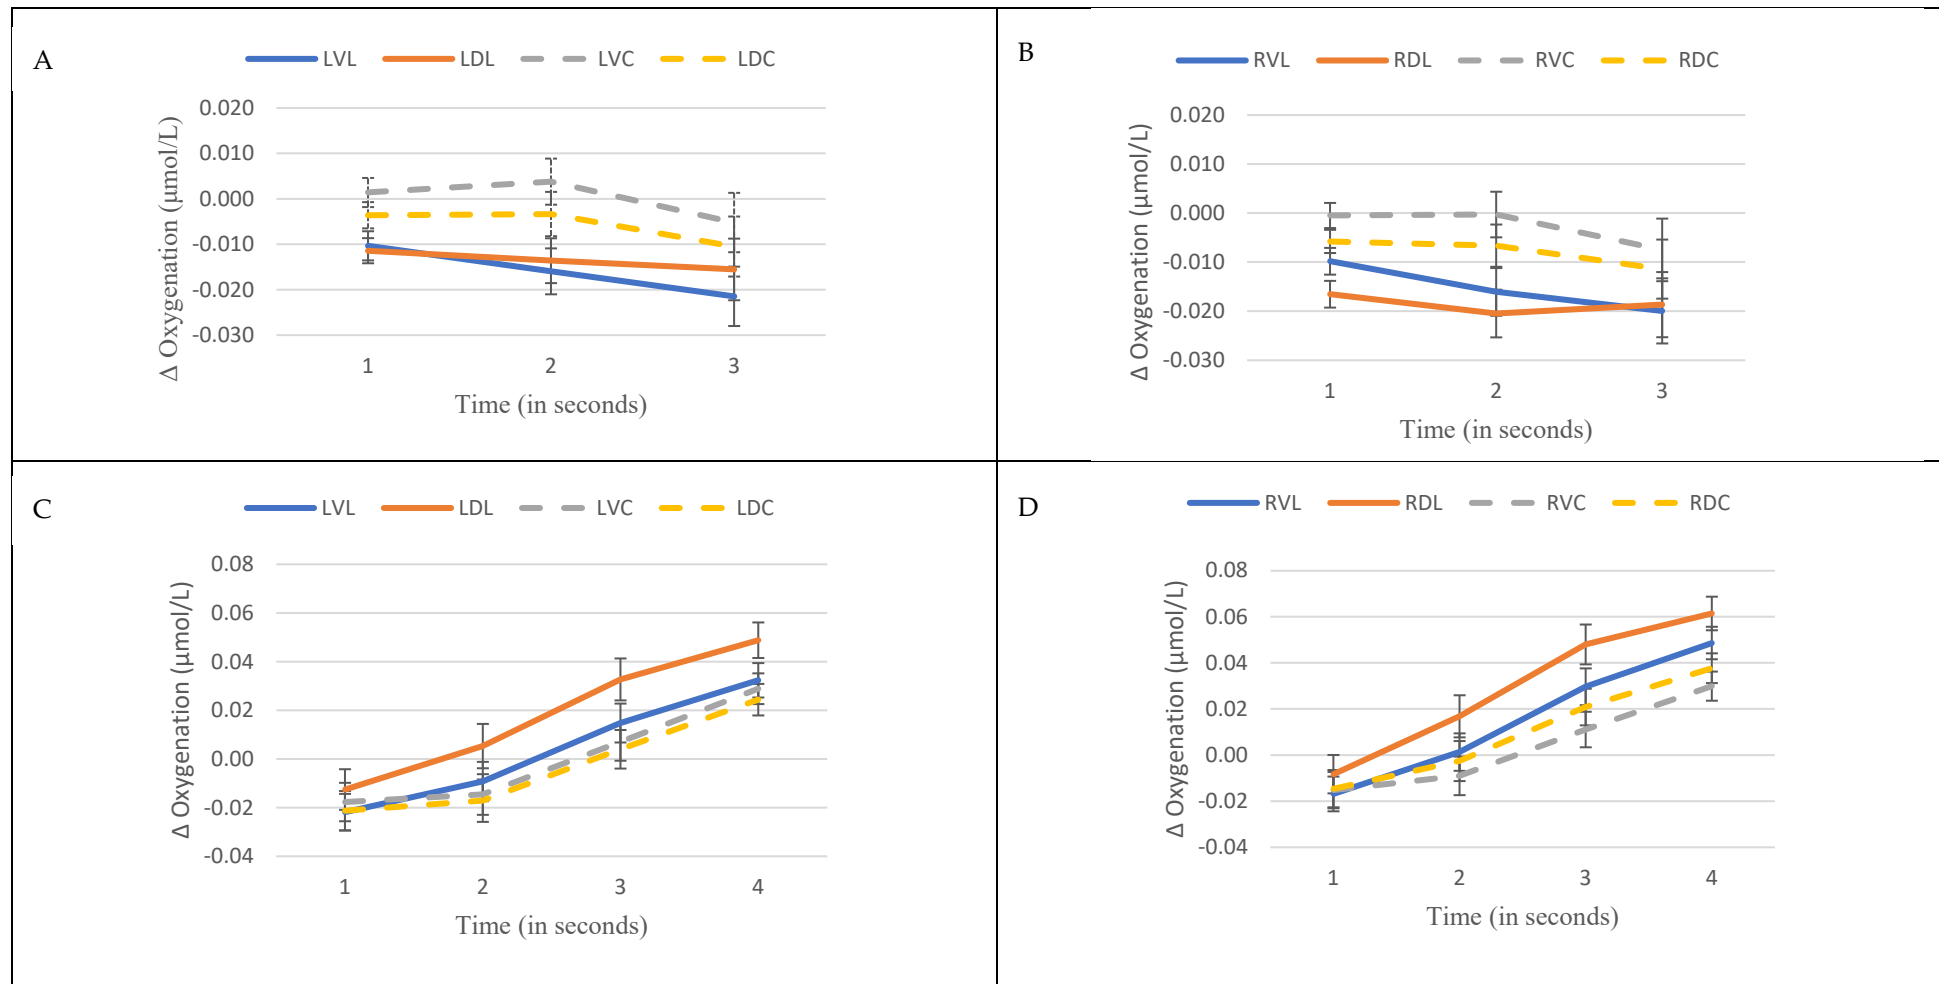 A
LVL LDL LVC LDC
Δ Oxygenation (µmol/L)
0.020
0.010
0.000
-0.010
-0.020
-0.030
1 2 3
Time (in seconds)
B
RVL RDL RVC RDC
Δ Oxygenation (µmol/L)
0.020
0.010
0.000
-0.010
-0.020
-0.030
1 2 3
Time (in seconds)
C
LVL LDL LVC LDC
Δ Oxygenation (µmol/L)
0.08
0.06
0.04
0.02
0.00
-0.02
-0.04
1 2 3 4
Time (in seconds)
D
RVL RDL RVC RDC
Δ Oxygenation (µmol/L)
0.08
0.06
0.04
0.02
0.00
-0.02
-0.04
1 2 3 4
Time (in seconds)